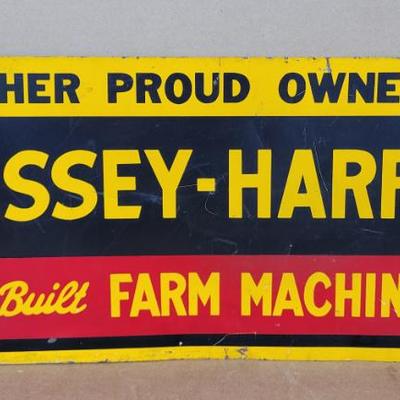 HER PROUD OWNE
SSEY-HARR
Built FARM MACHIN